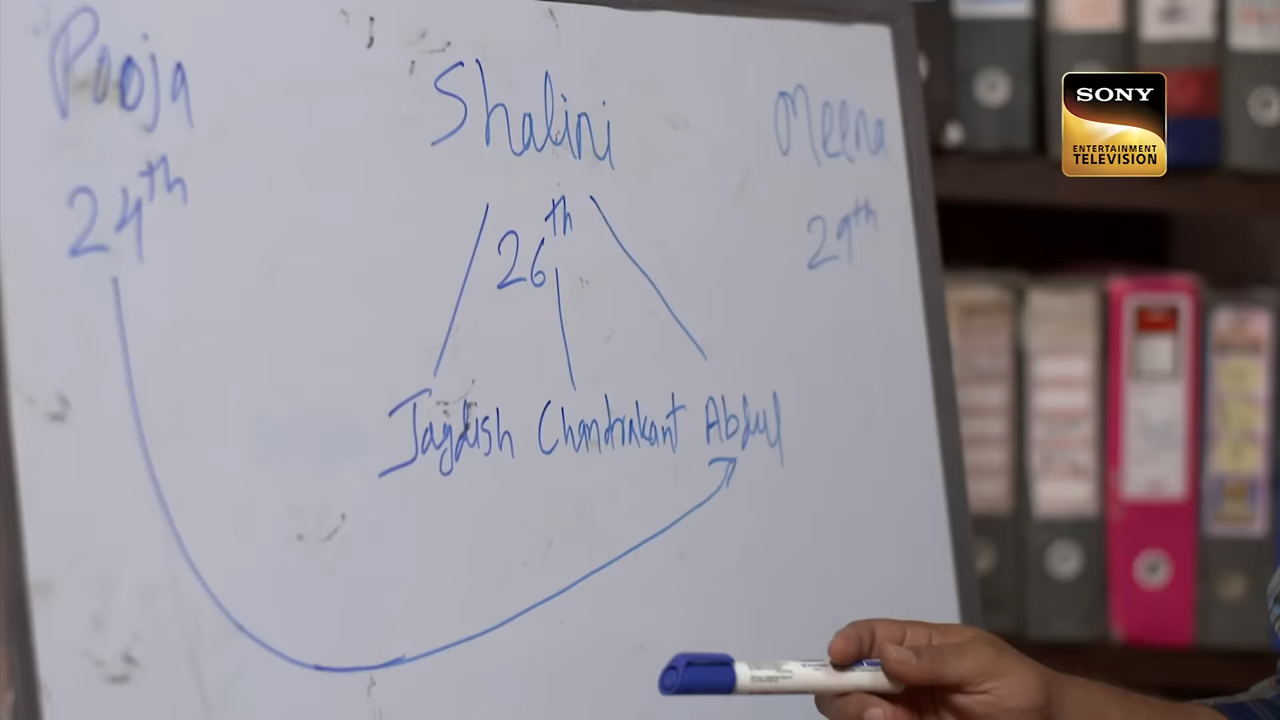 Pooja Shalini Meena
24th 26th 29th
Jagdish Chandrakant Abdul
SONY
ENTERTAINMENT
TELEVISION